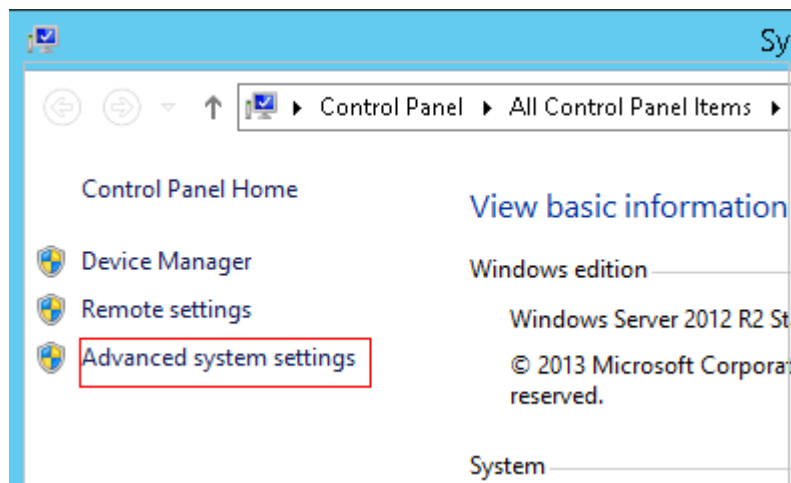 Sy
Control Panel All Control Panel Items
Control Panel Home
Device Manager
Remote settings
Advanced system settings
View basic information
Windows edition
Windows Server 2012 R2 St
© 2013 Microsoft Corpora
reserved.
System